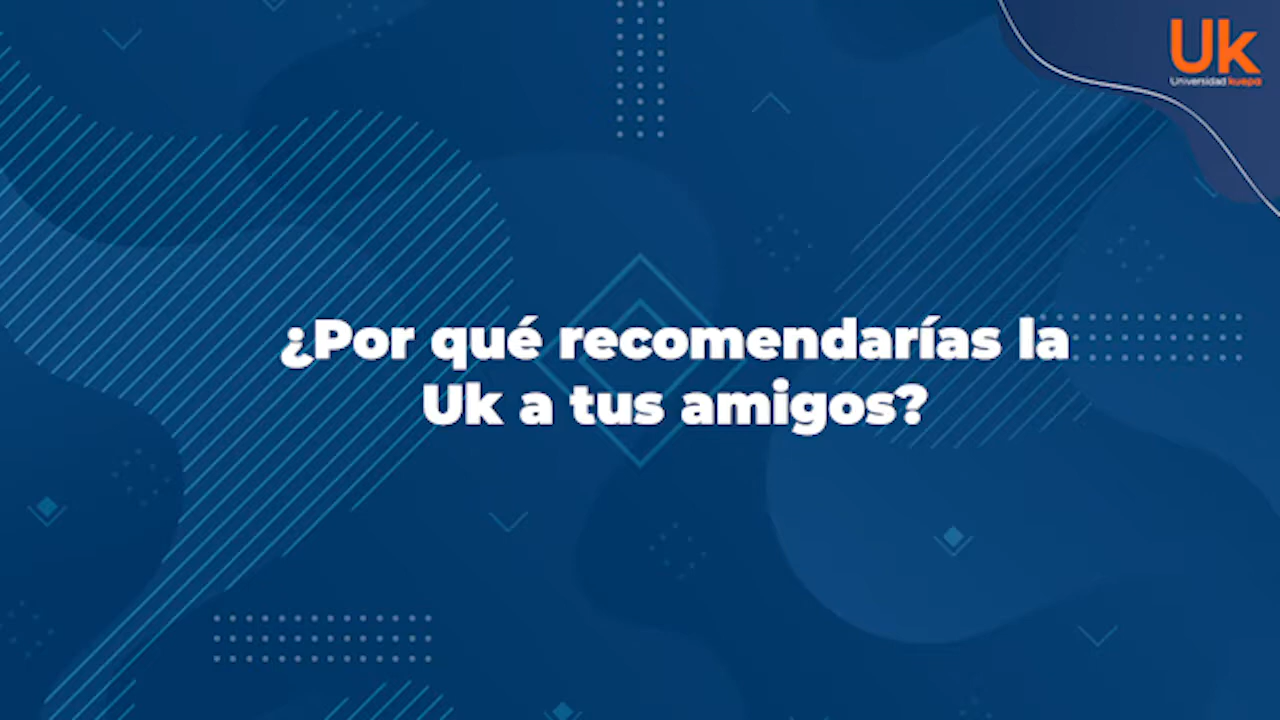 Uk
Universidad kuepa
¿Por qué recomendarías la
Uk a tus amigos?